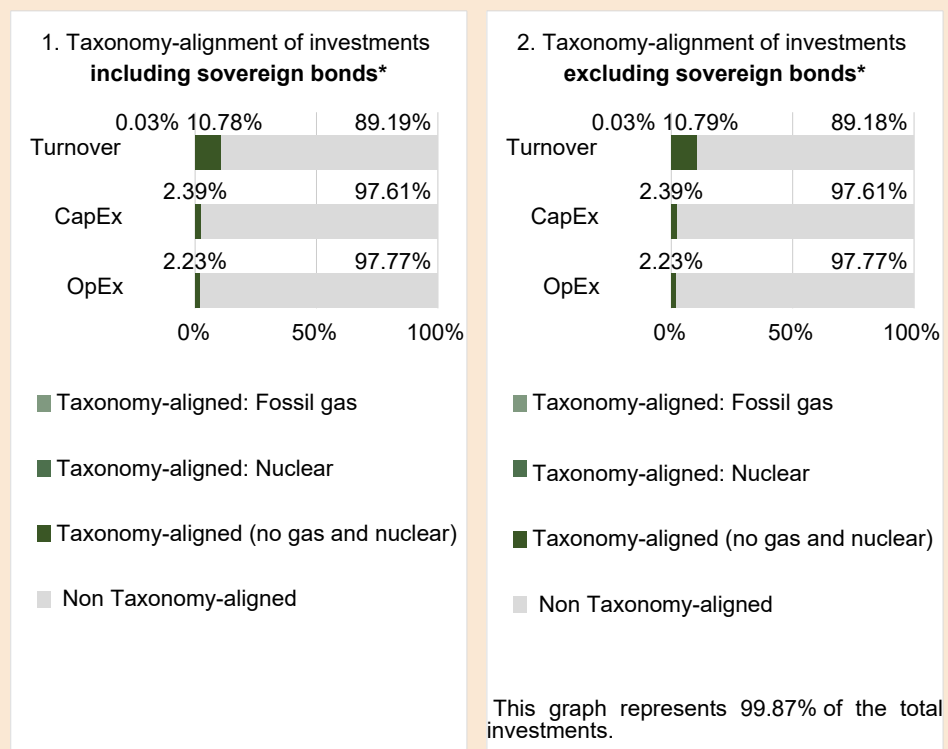 1. Taxonomy-alignment of investments
including sovereign bonds*
0.03% 10.78% 89.19%
Turnover
2.39% 97.61%
CapEx
2.23% 97.77%
OpEx
0% 50% 100%
Taxonomy-aligned: Fossil gas
Taxonomy-aligned: Nuclear
Taxonomy-aligned (no gas and nuclear)
Non Taxonomy-aligned
2. Taxonomy-alignment of investments
excluding sovereign bonds*
0.03% 10.79% 89.18%
Turnover
2.39% 97.61%
CapEx
2.23% 97.77%
OpEx
0% 50% 100%
Taxonomy-aligned: Fossil gas
Taxonomy-aligned: Nuclear
Taxonomy-aligned (no gas and nuclear)
Non Taxonomy-aligned
This graph represents 99.87% of the total
investments.